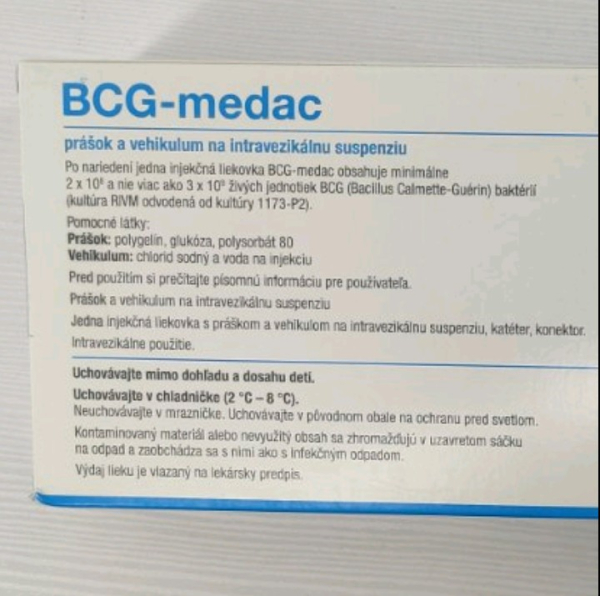 BCG-medac
prášok a vehikulum na intravezikálnu suspenziu
Po nariedení jedna injekčná liekovka BCG-medac obsahuje minimálne
2 x 10⁸ a nie viac ako 3 x 10⁹ živých jednotiek BCG (Bacillus Calmette-Guérin) baktérií
(kultúra RIVM odvodená od kultúry 1173-P2).
Pomocné látky:
Prášok: polygelín, glukóza, polysorbát 80
Vehikulum: chlorid sodný a voda na injekciu
Pred použitím si prečítajte písomnú informáciu pre používateľa.
Prášok a vehikulum na intravezikálnu suspenziu
Jedna injekčná liekovka s práškom a vehikulom na intravezikálnu suspenziu, katéter, konektor.
Intravezikálne použitie.
Uchovávajte mimo dohľadu a dosahu detí.
Uchovávajte v chladničke (2 °C – 8 °C).
Neuchovávajte v mrazničke. Uchovávajte v pôvodnom obale na ochranu pred svetlom.
Kontaminovaný materiál alebo nevyužitý obsah sa zhromažďujú v uzavretom sáčku
na odpad a zaobchádza sa s nimi ako s infekčným odpadom.
Výdaj lieku je viazaný na lekársky predpis.